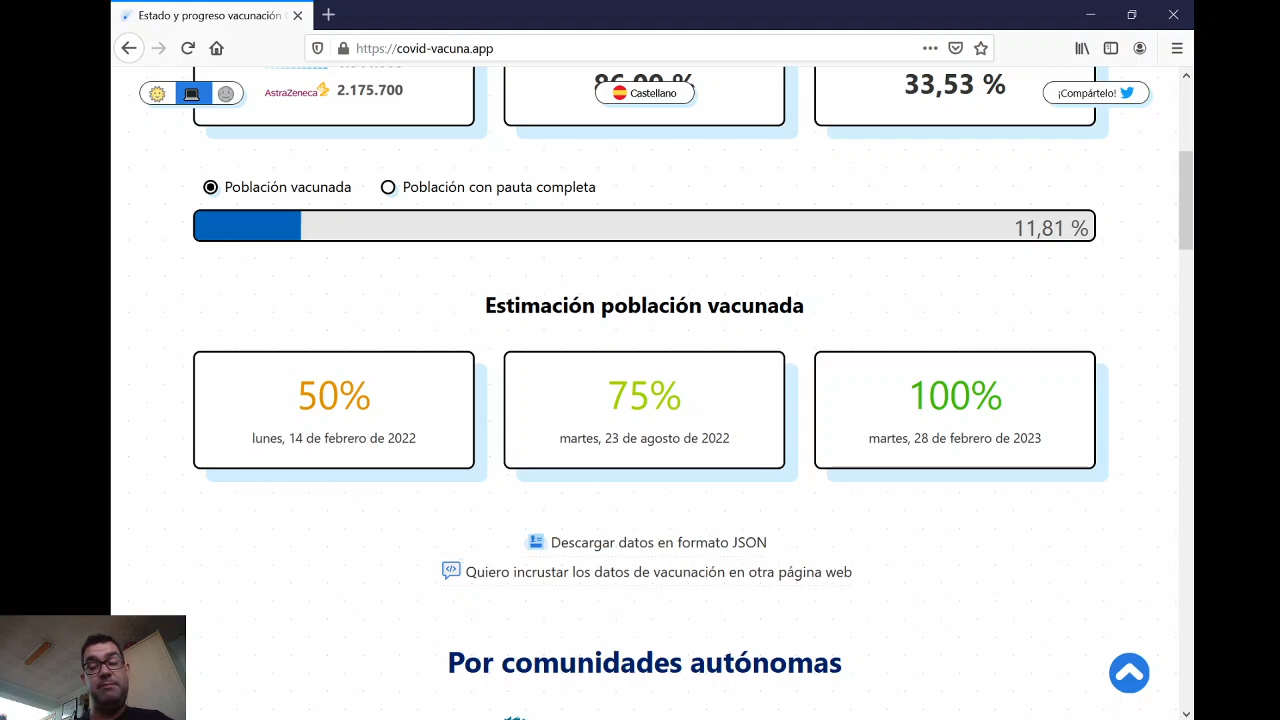 Estado y progreso vacunación
https://covid-vacuna.app
AstraZeneca 2.175.700
Castellano
33,53 %
¡Compártelo!
Población vacunada
Población con pauta completa
11,81 %
Estimación población vacunada
50%
lunes, 14 de febrero de 2022
75%
martes, 23 de agosto de 2022
100%
martes, 28 de febrero de 2023
Descargar datos en formato JSON
Quiero incrustar los datos de vacunación en otra página web
Por comunidades autónomas